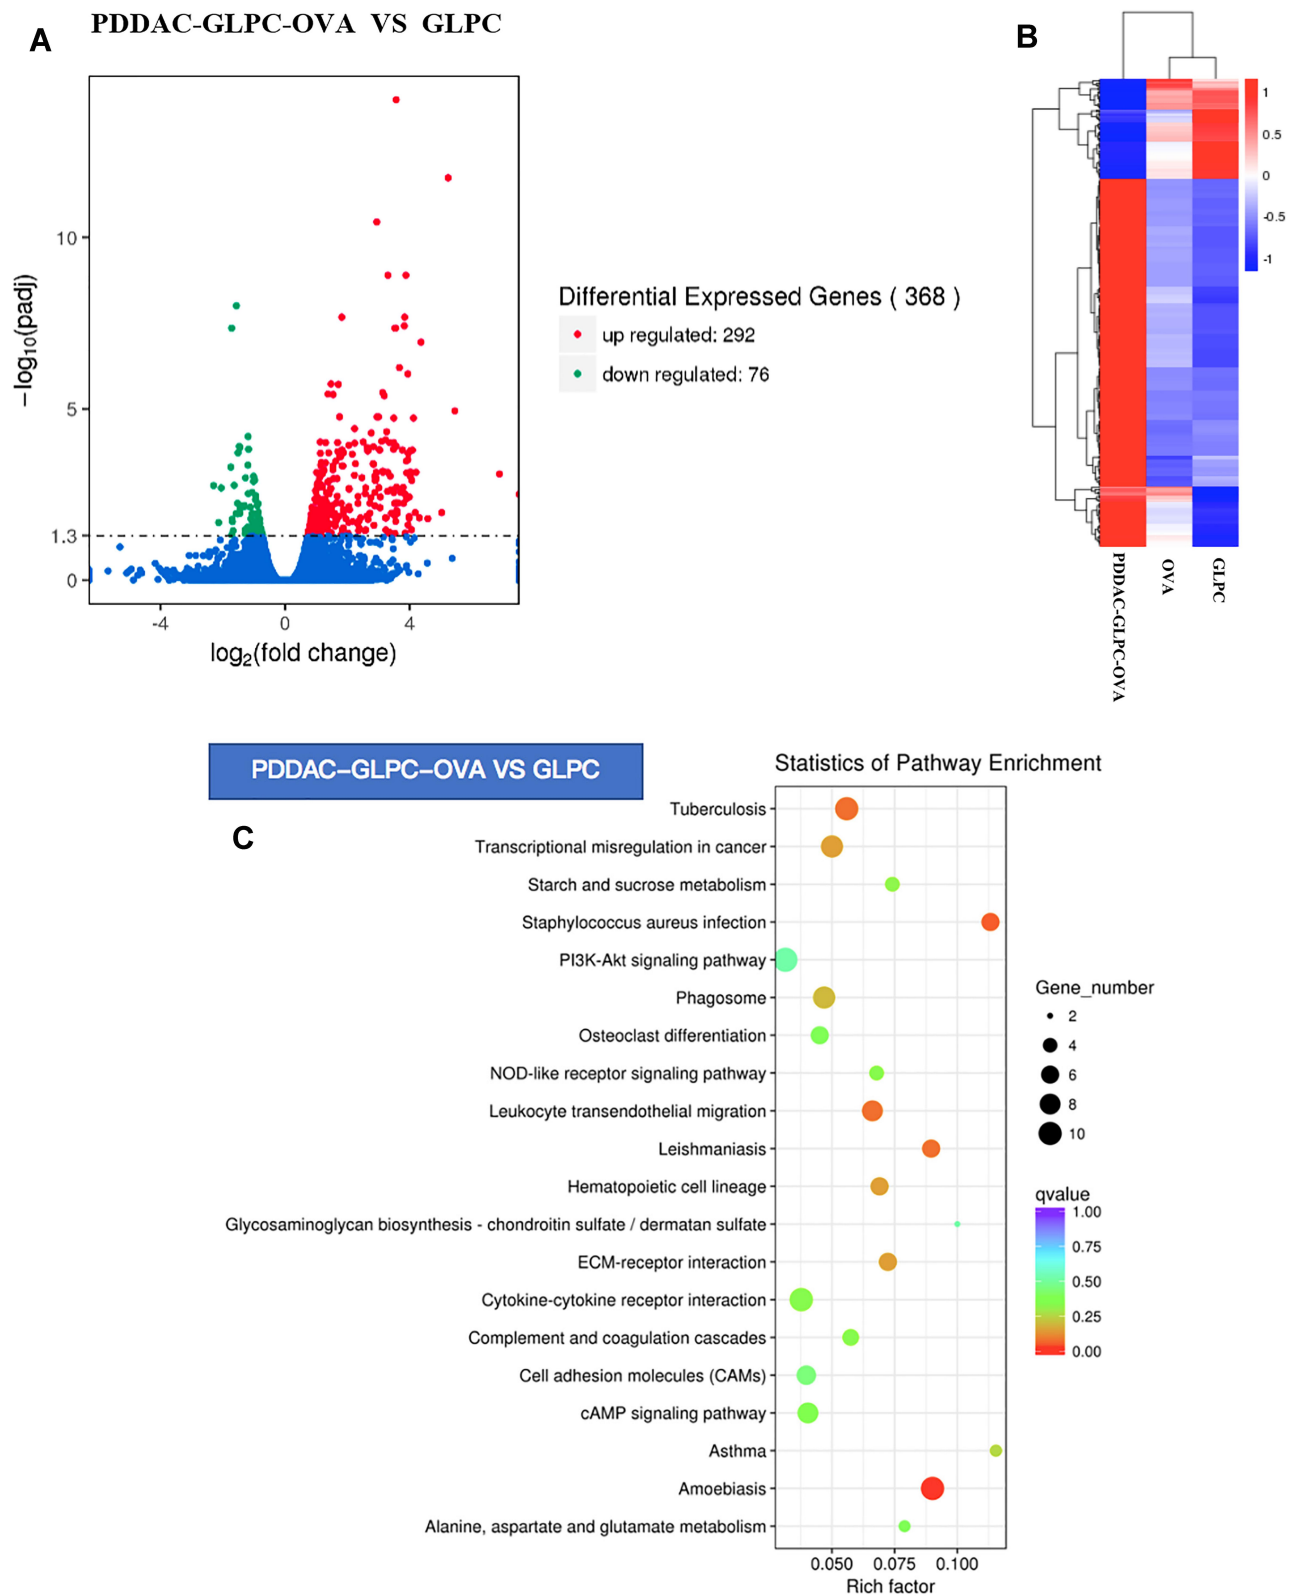 A
PDDAC-GLPC-OVA VS GLPC
−log10(padj)
10
5
1.3
0
-4
0
4
log2(fold change)
Differential Expressed Genes ( 368 )
up regulated: 292
down regulated: 76
B
1
0.5
0
-0.5
-1
PDDAC-GLPC-OVA
OVA
GLPC
PDDAC–GLPC–OVA VS GLPC
C
Statistics of Pathway Enrichment
Tuberculosis
Transcriptional misregulation in cancer
Starch and sucrose metabolism
Staphylococcus aureus infection
PI3K-Akt signaling pathway
Phagosome
Osteoclast differentiation
NOD-like receptor signaling pathway
Leukocyte transendothelial migration
Leishmaniasis
Hematopoietic cell lineage
Glycosaminoglycan biosynthesis - chondroitin sulfate / dermatan sulfate
ECM-receptor interaction
Cytokine-cytokine receptor interaction
Complement and coagulation cascades
Cell adhesion molecules (CAMs)
cAMP signaling pathway
Asthma
Amoebiasis
Alanine, aspartate and glutamate metabolism
0.050 0.075 0.100
Rich factor
Gene_number
2
4
6
8
10
qvalue
1.00
0.75
0.50
0.25
0.00